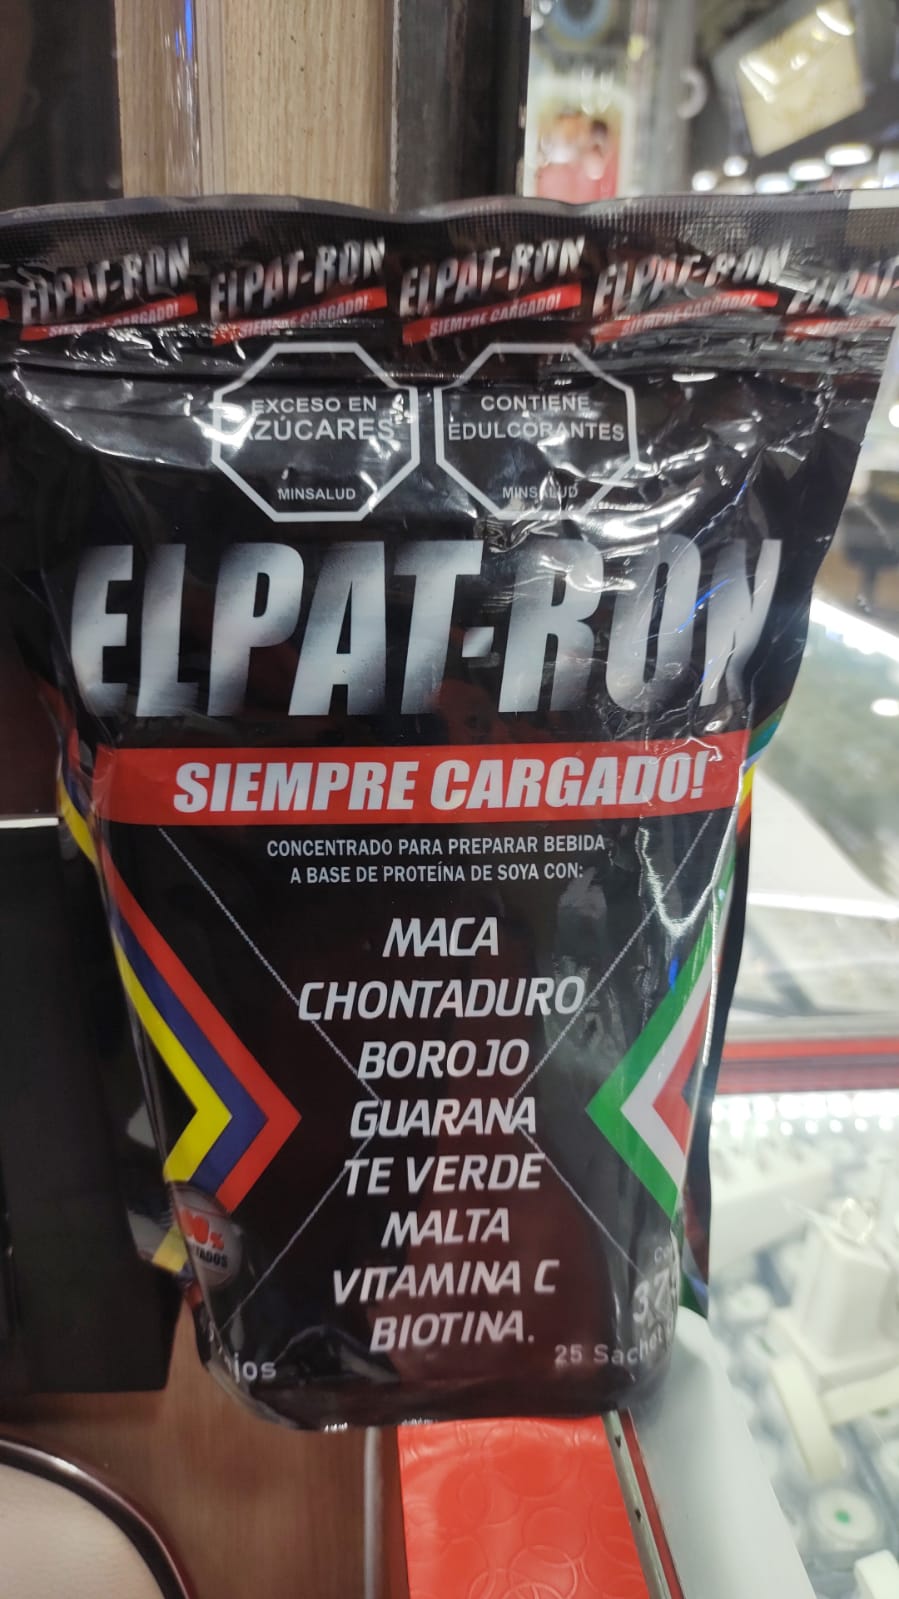 ELPAT-RON ELPAT-RON ELPAT-RON ELPAT-RON
SIEMPRE CARGADO! SIEMPRE CARGADO! SIEMPRE CARGADO! SIEMPRE CARGADO!
EXCESO EN
AZÚCARES
MINSALUD
CONTIENE
EDULCORANTES
MINSALUD
ELPAT-RON
SIEMPRE CARGADO!
CONCENTRADO PARA PREPARAR BEBIDA
A BASE DE PROTEÍNA DE SOYA CON:
MACA
CHONTADURO
BOROJO
GUARANA
TE VERDE
MALTA
VITAMINA C
BIOTINA.
25